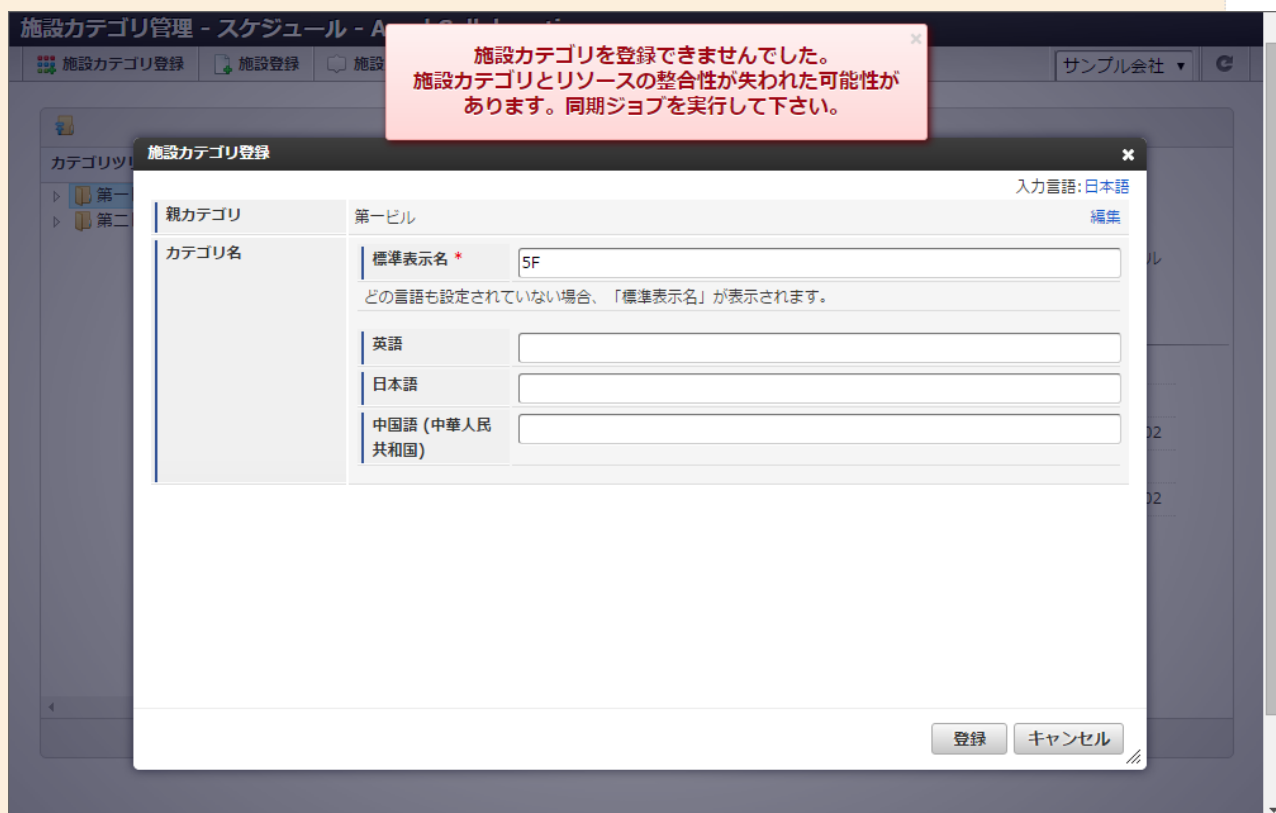 施設カテゴリ管理 - スケジュール - A
施設カテゴリを登録できませんでした。
施設カテゴリとリソースの整合性が失われた可能性が
あります。同期ジョブを実行して下さい。
施設カテゴリ登録 施設登録 施設
サンプル会社
カテゴリツリ
第一
第二
施設カテゴリ登録
入力言語:日本語
親カテゴリ 第一ビル 編集
カテゴリ名
標準表示名 * 5F
どの言語も設定されていない場合、「標準表示名」が表示されます。
英語
日本語
中国語 (中華人民
共和国)
ル
02
02
登録 キャンセル